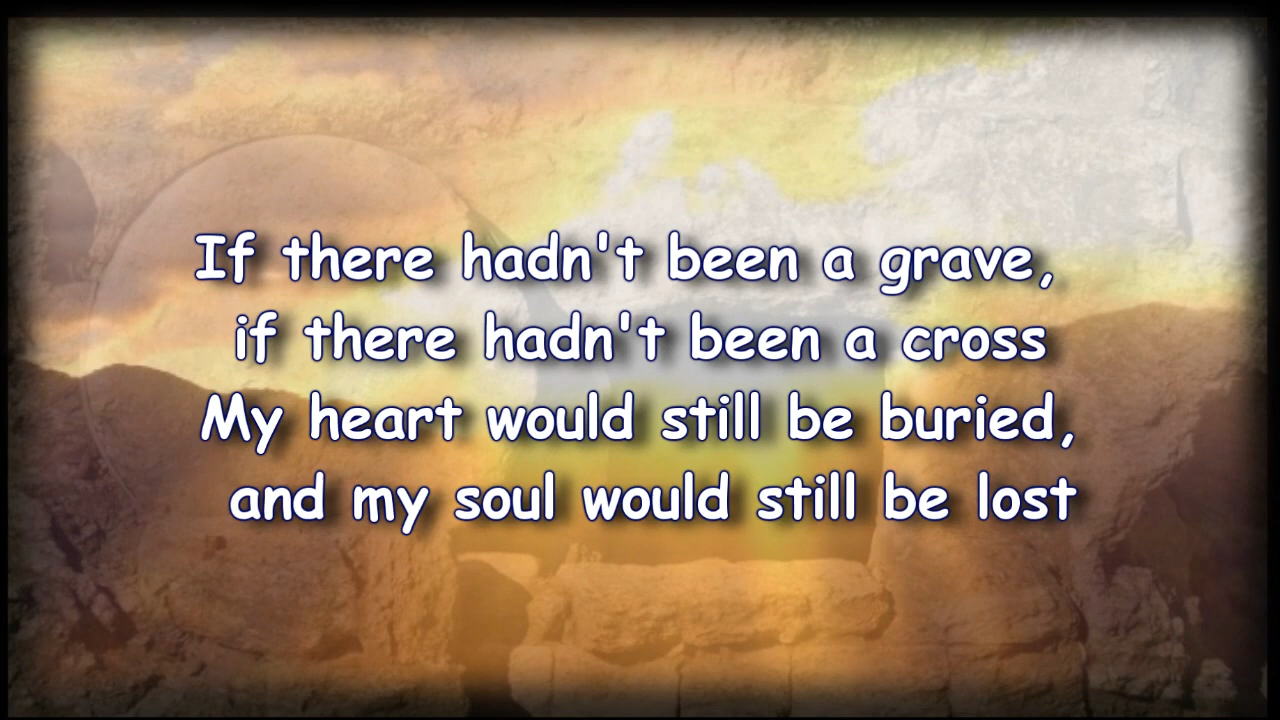 If there hadn't been a grave,
if there hadn't been a cross
My heart would still be buried,
and my soul would still be lost